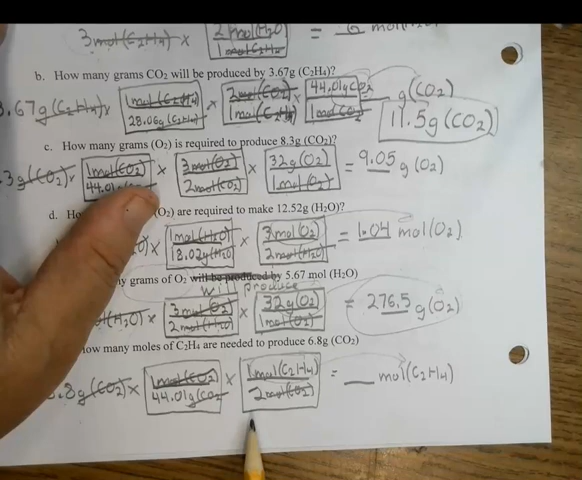 3mol(C2H4) × 2mol(H2O) / 1mol C2H4 = 6
b. How many grams CO2 will be produced by 3.67g (C2H4)?
.67g(C2H4) × 1mol(C2H4) / 28.06g(C2H4) × 2mol(CO2) / 1mol(C2H4) × 44.01g CO2 / 1mol CO2 = __ g(CO2)
11.5g(CO2)
c. How many grams (O2) is required to produce 8.3g (CO2)?
3g(CO2) × 1mol(CO2) / 44.01g × 3mol(O2) / 2mol(CO2) × 32g(O2) / 1mol(O2) = 9.05 g (O2)
d. (O2) are required to make 12.52g (H2O)?
× 1mol(H2O) / 18.02g(H2O) × 3mol(O2) / 2mol(H2O) = 1.04 mol(O2)
grams of O2 will be produced by 5.67 mol (H2O)
will produce
mol(H2O) × 3mol(O2) / 2mol(H2O) × 32g(O2) / 1mol(O2) = 276.5 g(O2)
ow many moles of C2H4 are needed to produce 6.8g (CO2)
.8g(CO2) × 1mol(CO2) / 44.01g(CO2 × 1mol(C2H4) / 2mol(CO2) = __ mol(C2H4)